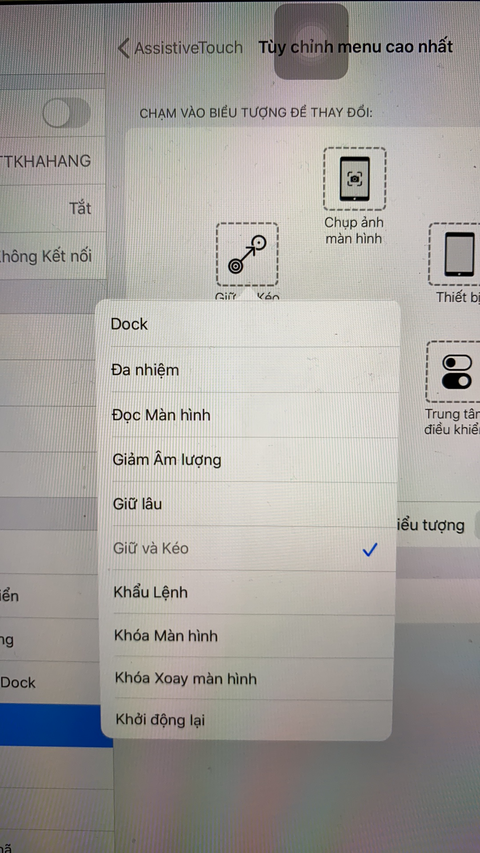 AssistiveTouch
Tùy chỉnh menu cao nhất
CHẠM VÀO BIỂU TƯỢNG ĐỂ THAY ĐỔI:
TTKHAHANG
Tắt
Không Kết nối
Chụp ảnh
màn hình
Giữ Kéo
Thiết bị
Trung tâm
điều khiển
Dock
Đa nhiệm
Đọc Màn hình
Giảm Âm lượng
Giữ lâu
Giữ và Kéo
Khẩu Lệnh
Khóa Màn hình
Khóa Xoay màn hình
Khởi động lại
iểu tượng
iển
ng
Dock